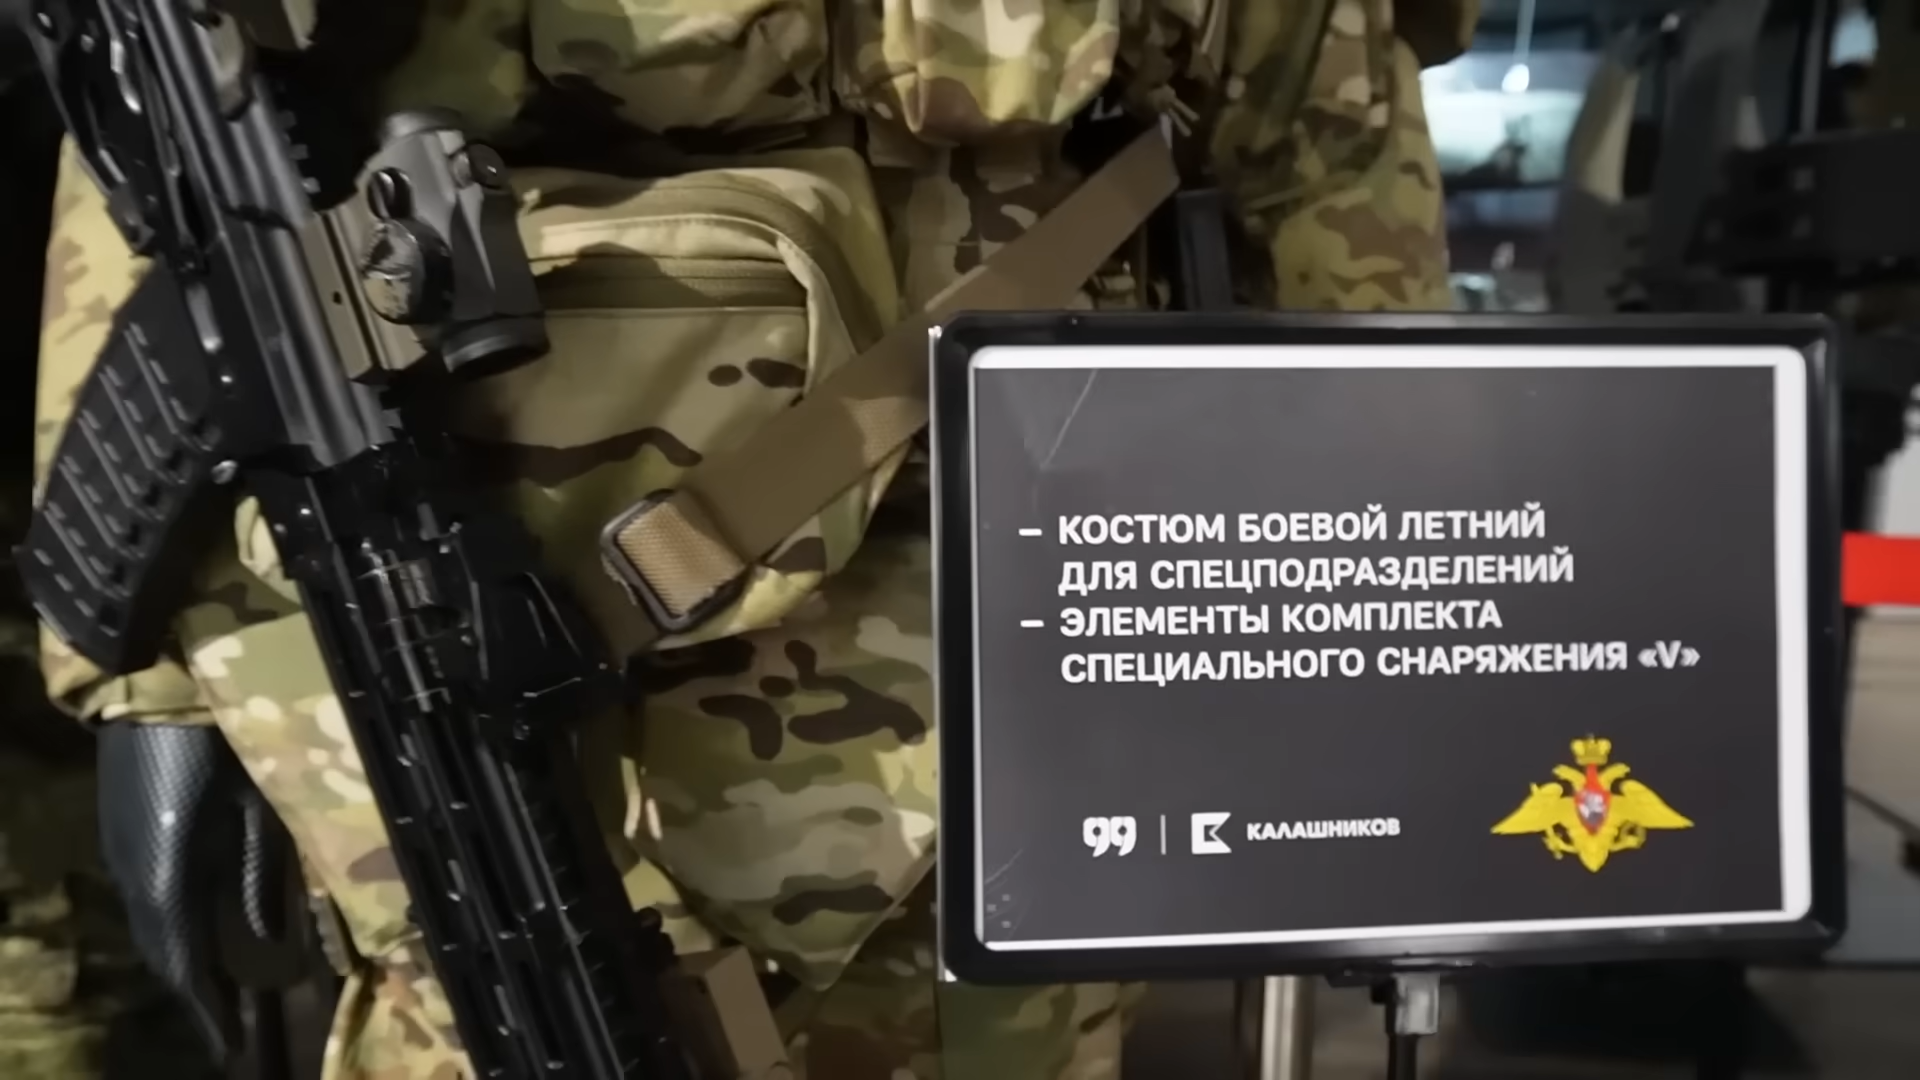 – КОСТЮМ БОЕВОЙ ЛЕТНИЙ
ДЛЯ СПЕЦПОДРАЗДЕЛЕНИЙ
– ЭЛЕМЕНТЫ КОМПЛЕКТА
СПЕЦИАЛЬНОГО СНАРЯЖЕНИЯ «V»
99 | КАЛАШНИКОВ